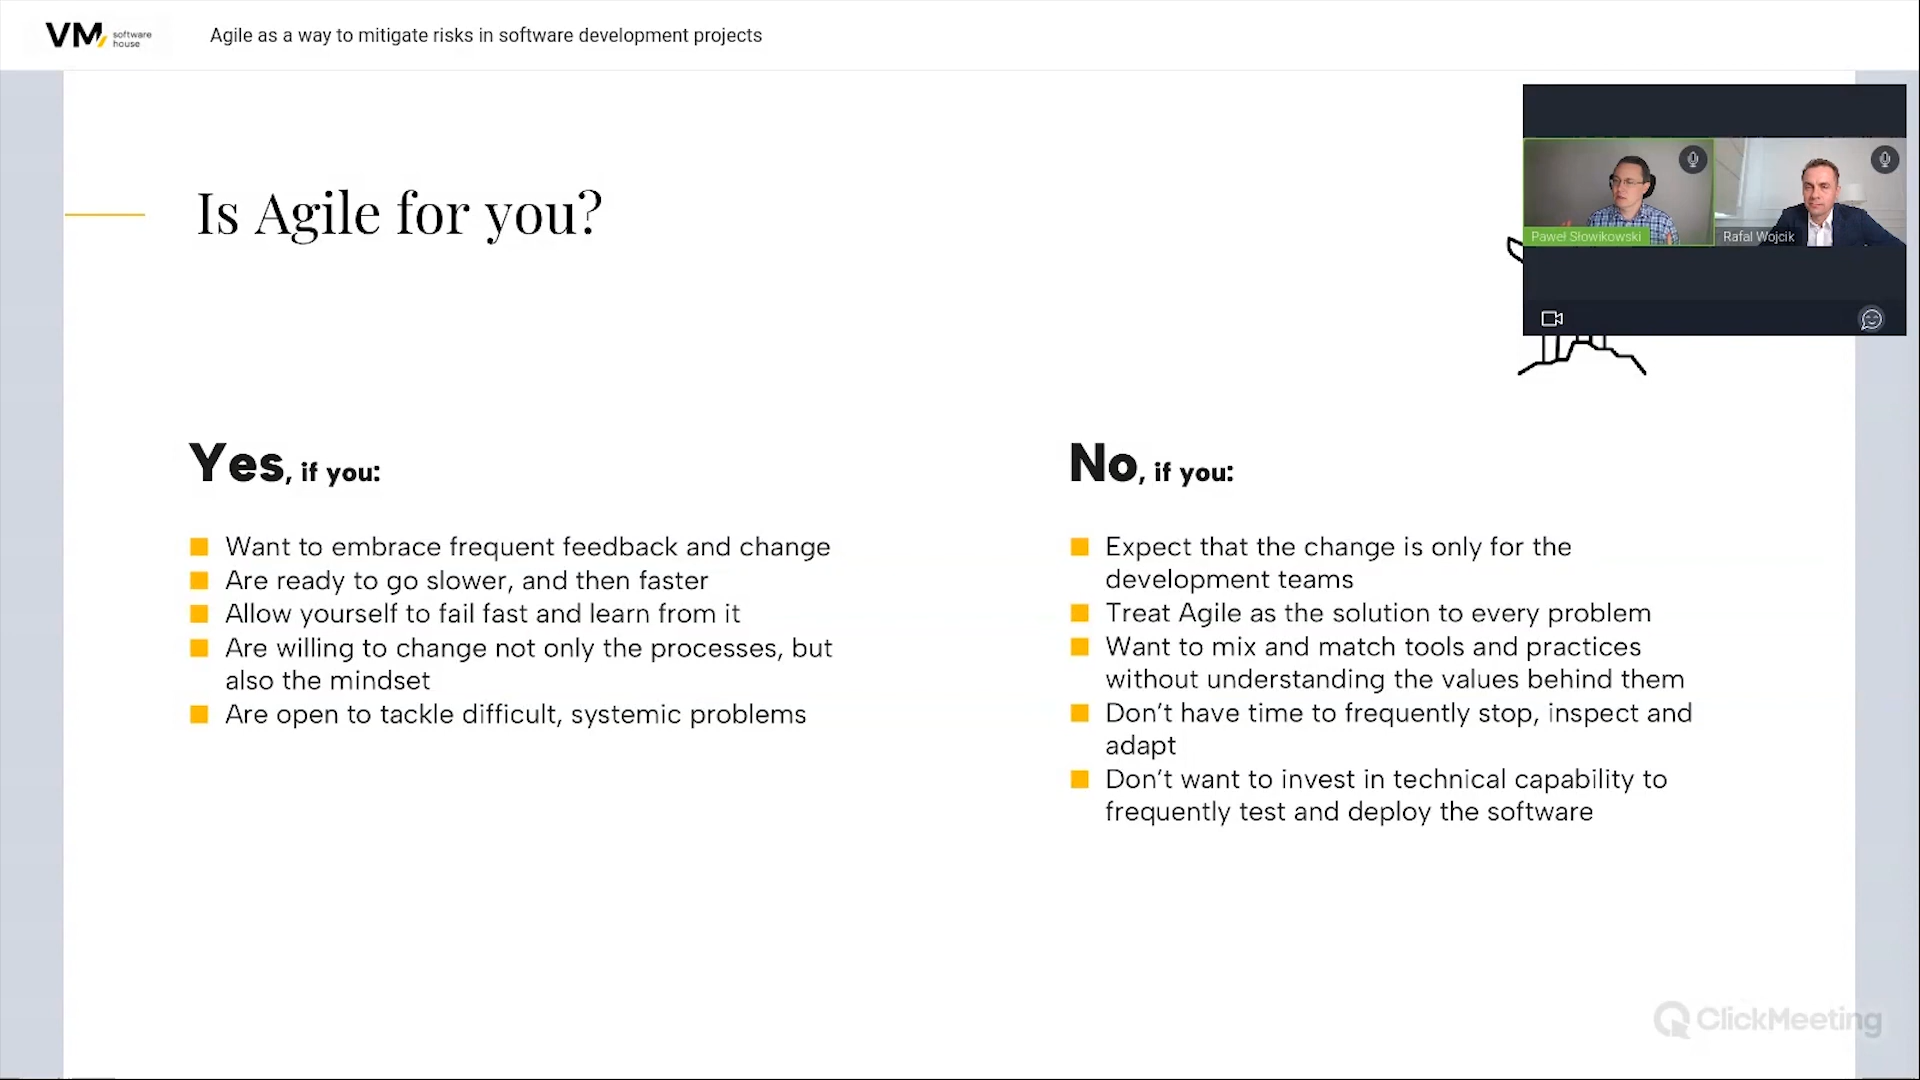 VM software house
Agile as a way to mitigate risks in software development projects
Is Agile for you?
Paweł Słowikowski
Rafal Wojcik
Yes, if you:
Want to embrace frequent feedback and change
Are ready to go slower, and then faster
Allow yourself to fail fast and learn from it
Are willing to change not only the processes, but
also the mindset
Are open to tackle difficult, systemic problems
No, if you:
Expect that the change is only for the
development teams
Treat Agile as the solution to every problem
Want to mix and match tools and practices
without understanding the values behind them
Don't have time to frequently stop, inspect and
adapt
Don't want to invest in technical capability to
frequently test and deploy the software
ClickMeeting